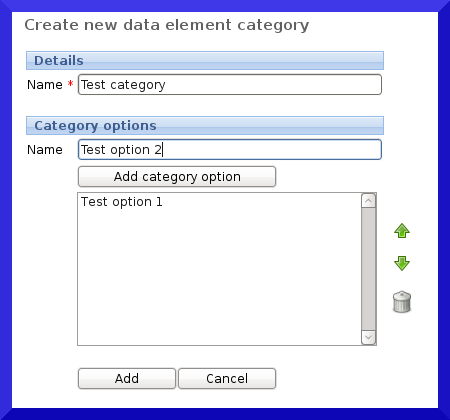 Create new data element category
Details
Name * Test category
Category options
Name Test option 2
Add category option
Test option 1
Add Cancel